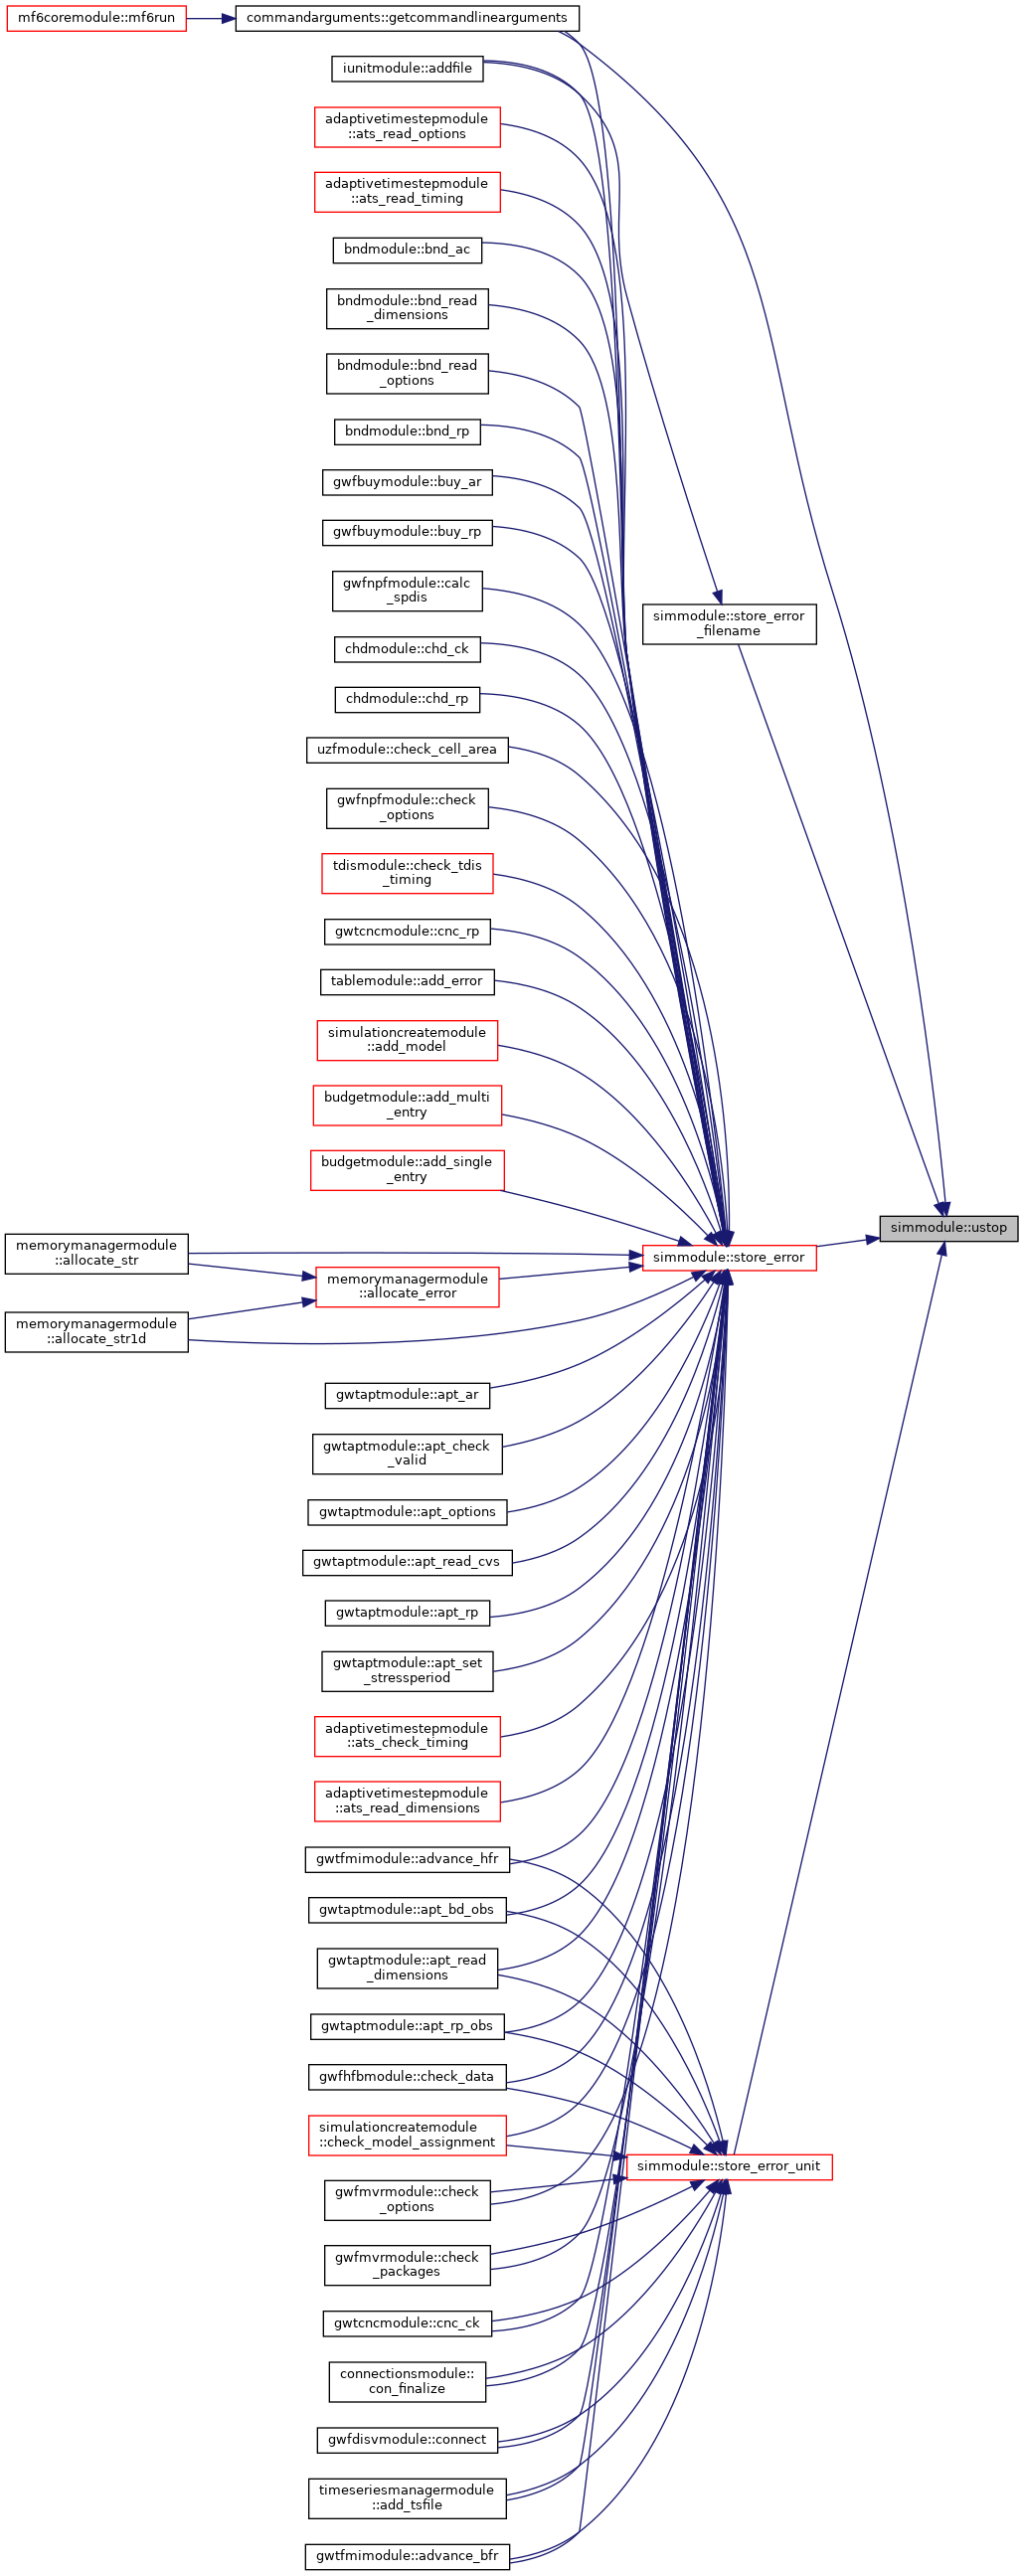 mf6coremodule::mf6run
commandarguments::getcommandlinearguments
iunitmodule::addfile
adaptivetimestepmodule
::ats_read_options
adaptivetimestepmodule
::ats_read_timing
bndmodule::bnd_ac
bndmodule::bnd_read
_dimensions
bndmodule::bnd_read
_options
bndmodule::bnd_rp
gwfbuymodule::buy_ar
gwfbuymodule::buy_rp
gwfnpfmodule::calc
_spdis
simmodule::store_error
_filename
chdmodule::chd_ck
chdmodule::chd_rp
uzfmodule::check_cell_area
gwfnpfmodule::check
_options
tdismodule::check_tdis
_timing
gwtcncmodule::cnc_rp
tablemodule::add_error
simulationcreatemodule
::add_model
budgetmodule::add_multi
_entry
budgetmodule::add_single
_entry
simmodule::ustop
memorymanagermodule
::allocate_str
simmodule::store_error
memorymanagermodule
::allocate_error
memorymanagermodule
::allocate_str1d
gwtaptmodule::apt_ar
gwtaptmodule::apt_check
_valid
gwtaptmodule::apt_options
gwtaptmodule::apt_read_cvs
gwtaptmodule::apt_rp
gwtaptmodule::apt_set
_stressperiod
adaptivetimestepmodule
::ats_check_timing
adaptivetimestepmodule
::ats_read_dimensions
gwtfmimodule::advance_hfr
gwtaptmodule::apt_bd_obs
gwtaptmodule::apt_read
_dimensions
gwtaptmodule::apt_rp_obs
gwfhfbmodule::check_data
simulationcreatemodule
::check_model_assignment
simmodule::store_error_unit
gwfmvrmodule::check
_options
gwfmvrmodule::check
_packages
gwtcncmodule::cnc_ck
connectionsmodule::
con_finalize
gwfdisvmodule::connect
timeseriesmanagermodule
::add_tsfile
gwtfmimodule::advance_bfr